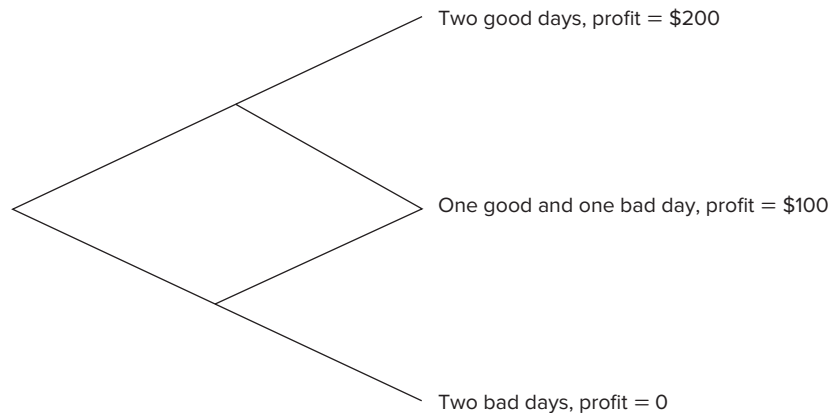 Two good days, profit = $200
One good and one bad day, profit = $100
Two bad days, profit = 0